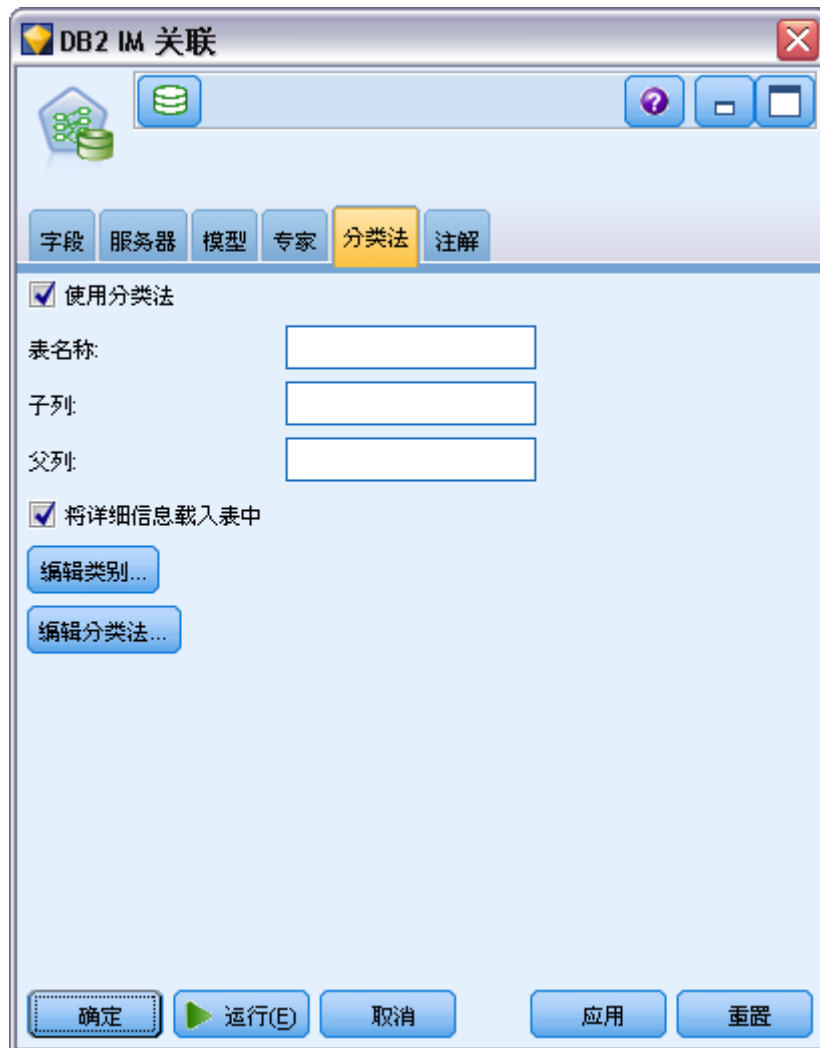 DB2 IM 关联
字段 服务器 模型 专家 分类法 注解
使用分类法
表名称:
子列:
父列:
将详细信息载入表中
编辑类别...
编辑分类法...
确定 运行(E) 取消 应用 重置